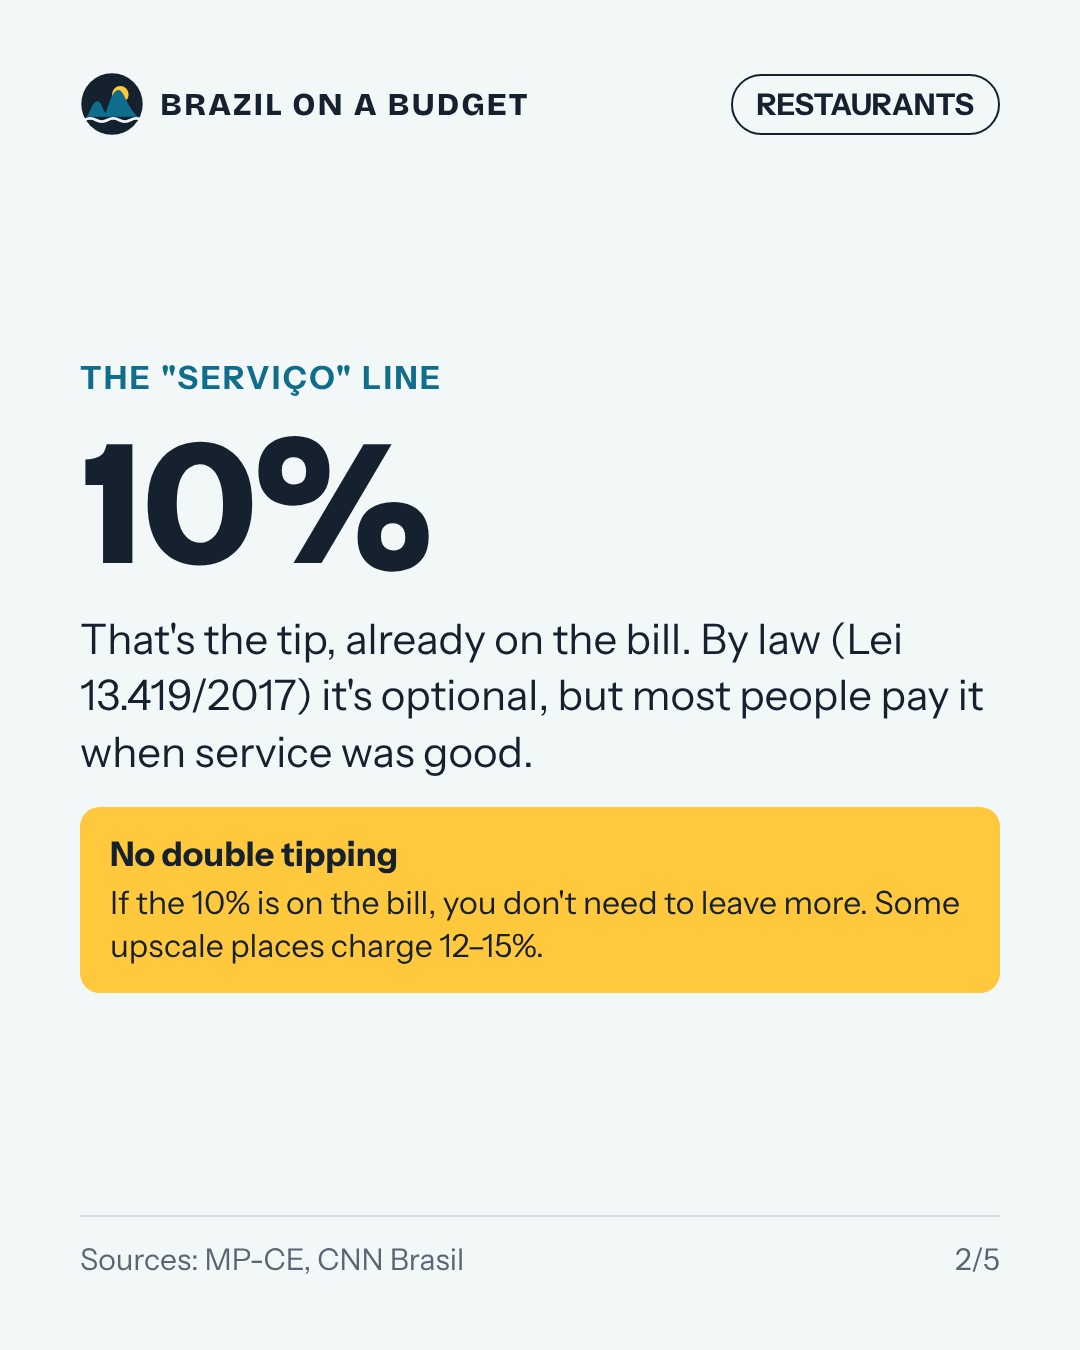 BRAZIL ON A BUDGET
RESTAURANTS
THE "SERVIÇO" LINE
10%
That's the tip, already on the bill. By law (Lei
13.419/2017) it's optional, but most people pay it
when service was good.
No double tipping
If the 10% is on the bill, you don't need to leave more. Some
upscale places charge 12–15%.
Sources: MP-CE, CNN Brasil
2/5